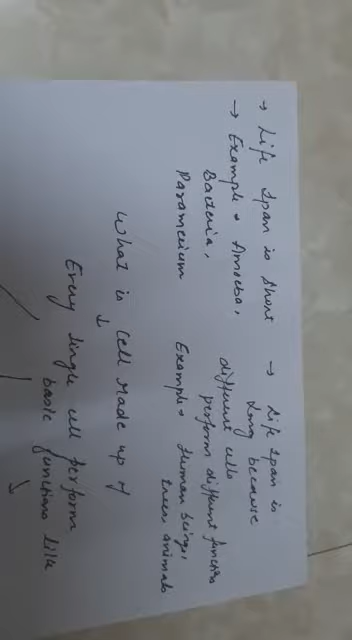 → Life span is short
→ Example → Amoeba,
Bacteria,
Paramecium
→ Life span is
long because
different cells
perform different functions
Example → Human beings,
trees, animals
What is Cell Made up of
↓
Every single cell perform
basic functions like
↓